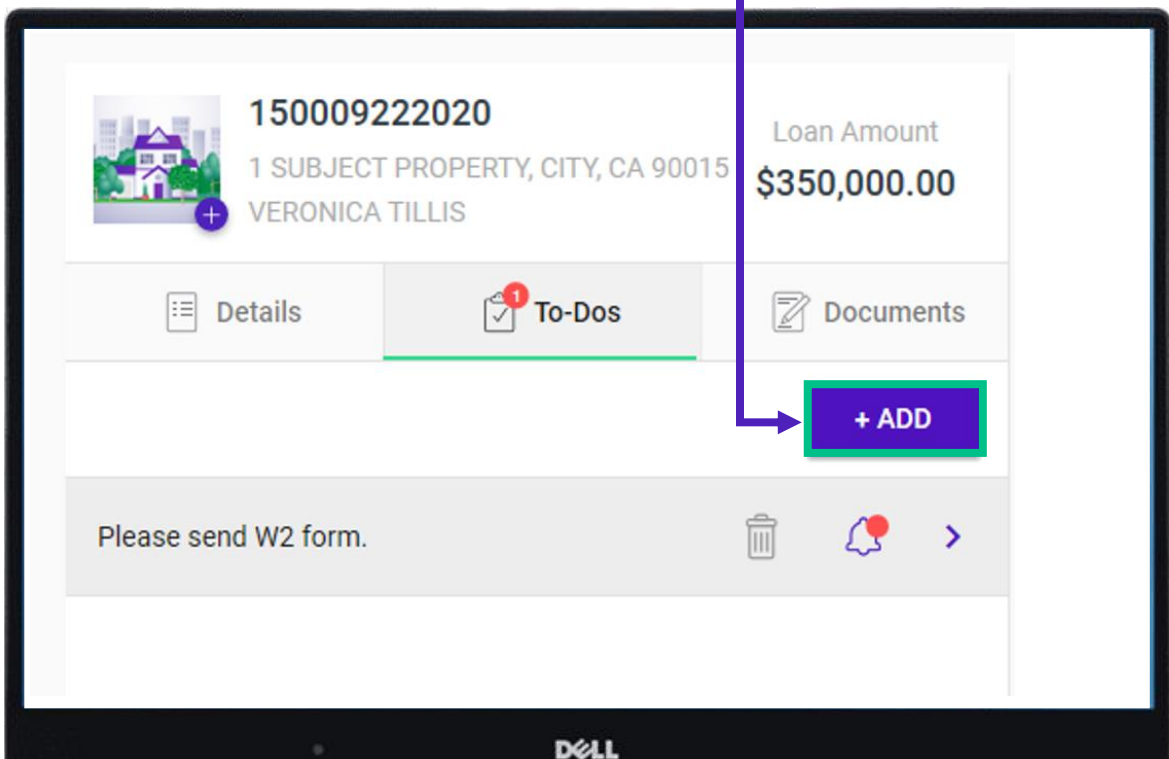 150009222020
1 SUBJECT PROPERTY, CITY, CA 90015
VERONICA TILLIS
Loan Amount
$350,000.00
Details
1
To-Dos
Documents
+ ADD
Please send W2 form.
DELL